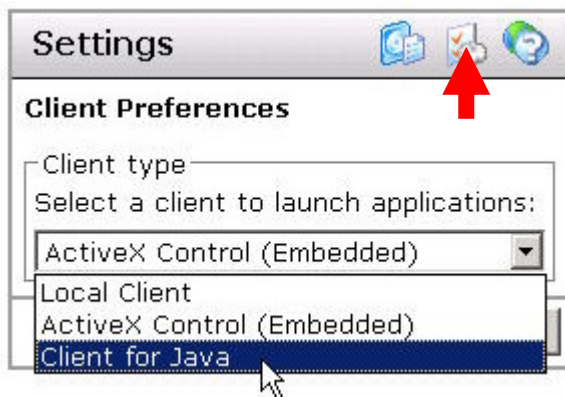 Settings
Client Preferences
Client type
Select a client to launch applications:
ActiveX Control (Embedded)
Local Client
ActiveX Control (Embedded)
Client for Java